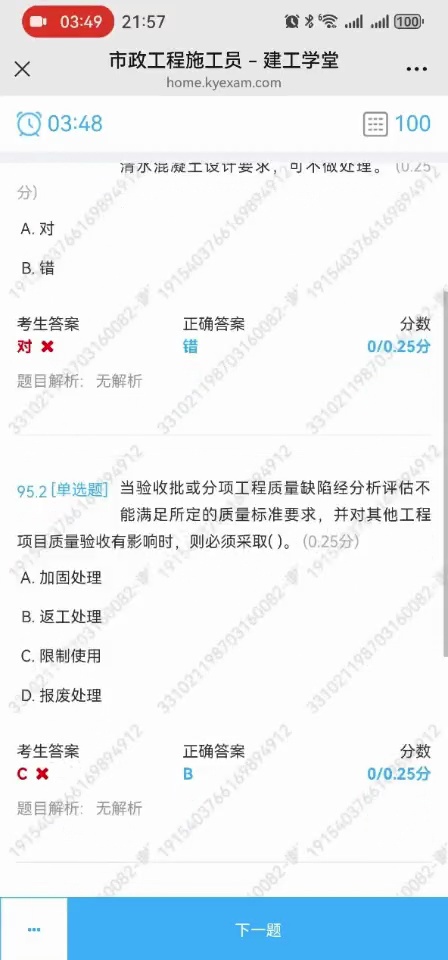 03:49 21:57 100
市政工程施工员 – 建工学堂
home.kyexam.com
03:48 100
清水混凝土设计要求，可不做处理。 (0.25
分)
A. 对
B. 错
考生答案 正确答案 分数
对 ✖ 错 0/0.25分
题目解析： 无解析
95.2 [单选题] 当验收批或分项工程质量缺陷经分析评估不
能满足所定的质量标准要求，并对其他工程
项目质量验收有影响时，则必须采取( )。 (0.25分)
A. 加固处理
B. 返工处理
C. 限制使用
D. 报废处理
考生答案 正确答案 分数
C ✖ B 0/0.25分
题目解析： 无解析
下一题